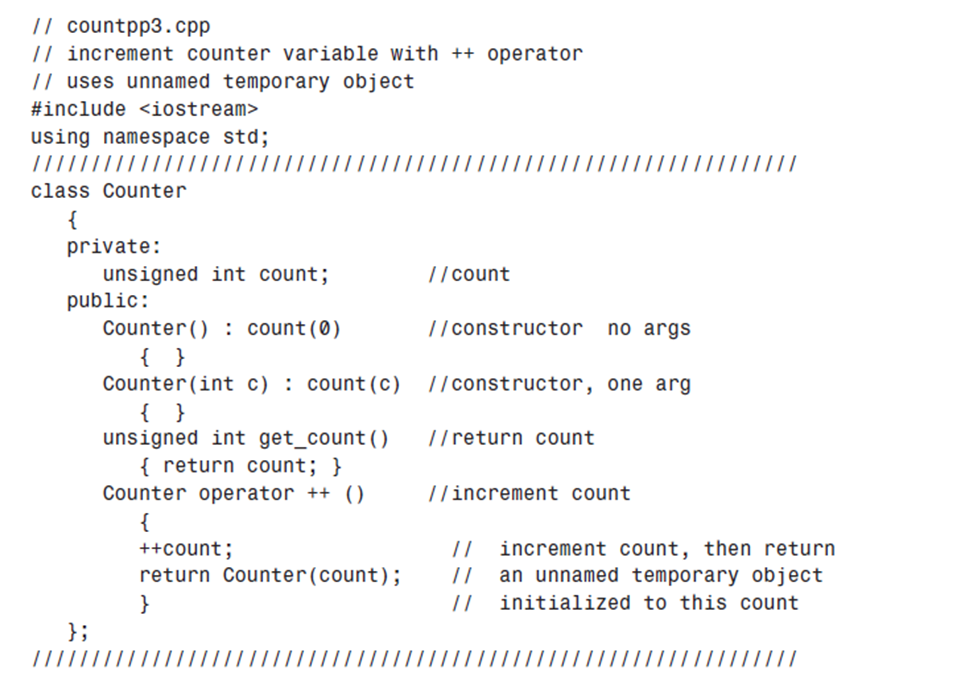 // countpp3.cpp
// increment counter variable with ++ operator
// uses unnamed temporary object
#include <iostream>
using namespace std;
////////////////////////////////////////////////////////////////
class Counter
   {
   private:
      unsigned int count;        //count
   public:
      Counter() : count(0)       //constructor  no args
         {  }
      Counter(int c) : count(c)  //constructor, one arg
         {  }
      unsigned int get_count()   //return count
         { return count; }
      Counter operator ++ ()     //increment count
         {
         ++count;                  //  increment count, then return
         return Counter(count);    //  an unnamed temporary object
         }                         //  initialized to this count
   };
////////////////////////////////////////////////////////////////